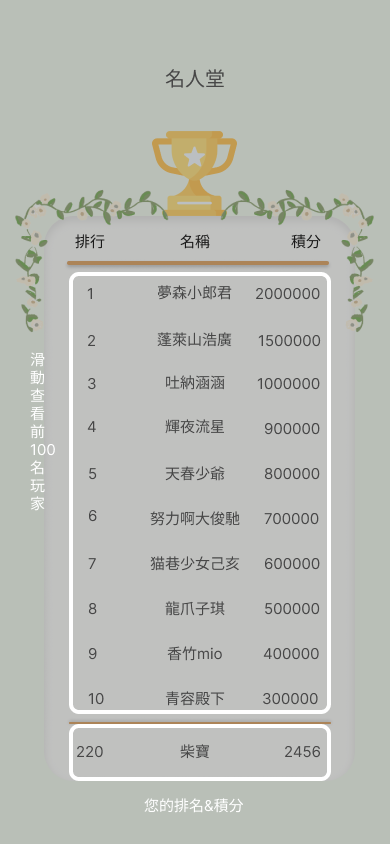 名人堂
排行 名稱 積分
1 夢森小郎君 2000000
2 蓬萊山浩廣 1500000
3 吐納涵涵 1000000
4 輝夜流星 900000
5 天春少爺 800000
6 努力啊大俊馳 700000
7 猫巷少女己亥 600000
8 龍爪子琪 500000
9 香竹mio 400000
10 青容殿下 300000
220 柴寶 2456
滑動查看前100名玩家
您的排名&積分